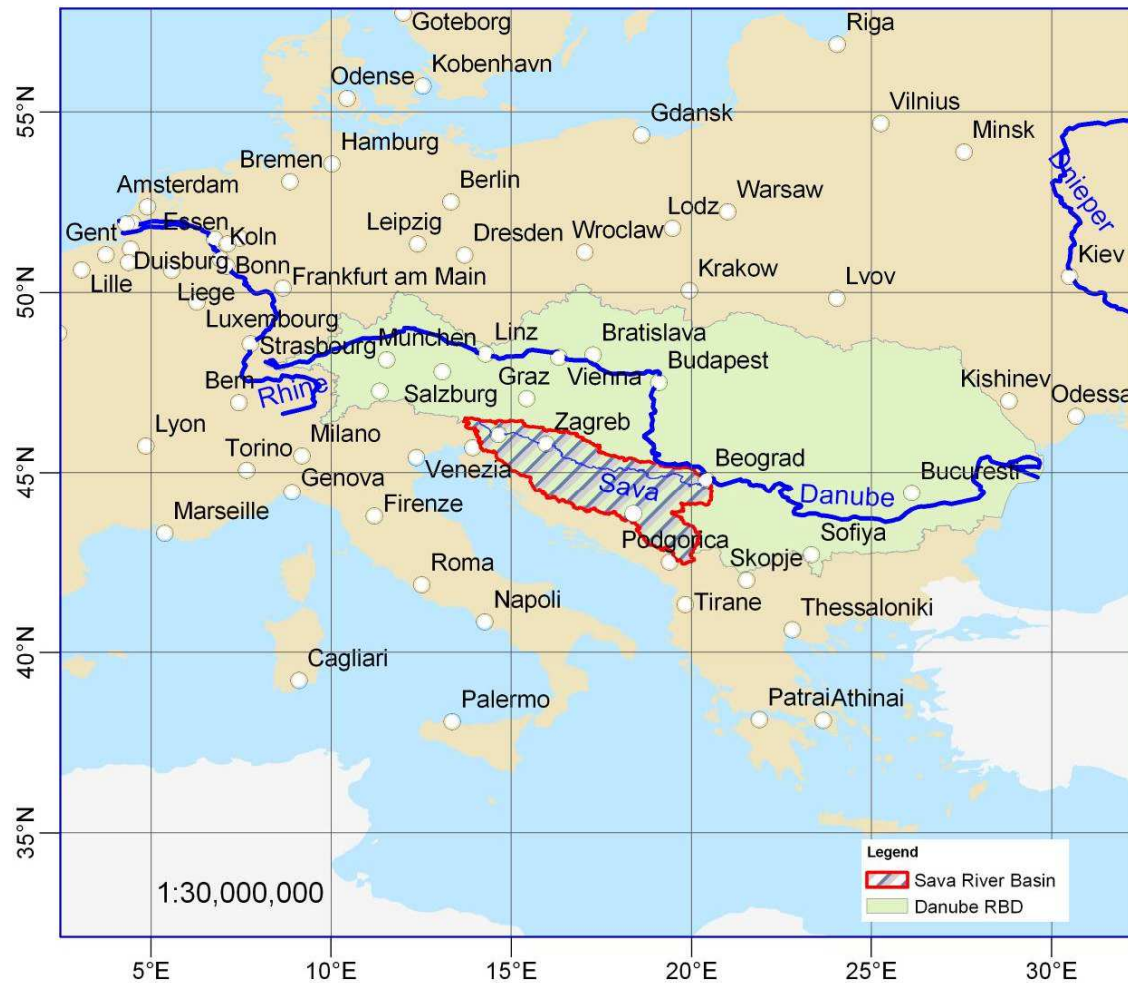 Goteborg
Riga
Kobenhavn
Odense
55°N
Vilnius
Gdansk
Minsk
Hamburg
Bremen
Dnieper
Amsterdam
Berlin
Warsaw
Essen
Leipzig
Lodz
Gent
Koln
Dresden
Wroclaw
Kiev
Duisburg
Bonn
Krakow
Lvov
Lille
Frankfurt am Main
50°N
Liege
Luxembourg
Linz
Bratislava
Strasbourg
München
Budapest
Bern
Rhine
Graz
Vienna
Salzburg
Kishinev
Odessa
Lyon
Milano
Zagreb
Torino
45°N
Venezia
Beograd
Bucuresti
Genova
Sava
Danube
Marseille
Firenze
Podgorica
Sofiya
Skopje
Roma
Napoli
Tirane
Thessaloniki
40°N
Cagliari
Palermo
Patrai
Athinai
35°N
Legend
Sava River Basin
Danube RBD
1:30,000,000
5°E
10°E
15°E
20°E
25°E
30°E